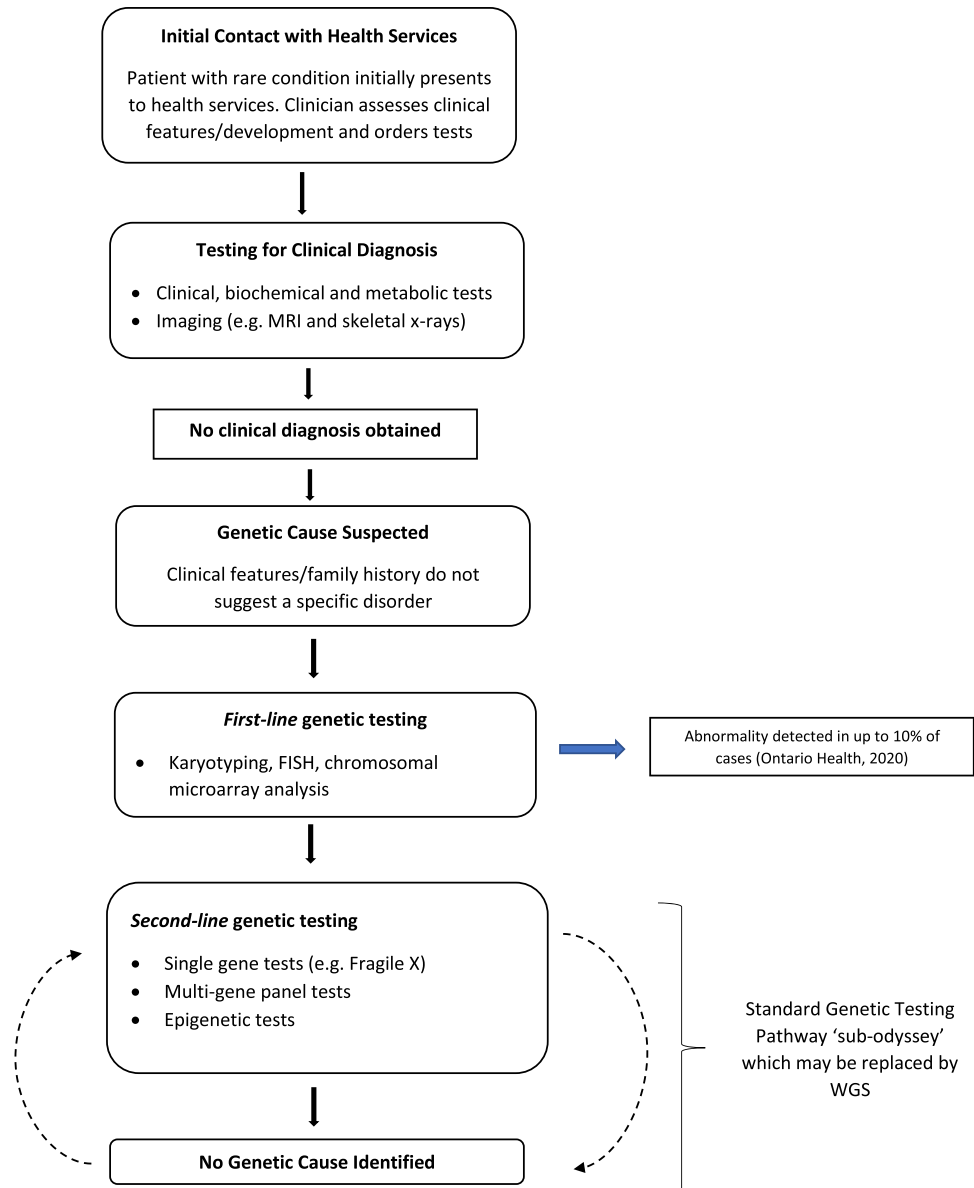 Initial Contact with Health Services
Patient with rare condition initially presents
to health services. Clinician assesses clinical
features/development and orders tests
Testing for Clinical Diagnosis
• Clinical, biochemical and metabolic tests
• Imaging (e.g. MRI and skeletal x-rays)
No clinical diagnosis obtained
Genetic Cause Suspected
Clinical features/family history do not
suggest a specific disorder
First-line genetic testing
• Karyotyping, FISH, chromosomal
microarray analysis
Abnormality detected in up to 10% of
cases (Ontario Health, 2020)
Second-line genetic testing
• Single gene tests (e.g. Fragile X)
• Multi-gene panel tests
• Epigenetic tests
Standard Genetic Testing
Pathway ‘sub-odyssey’
which may be replaced by
WGS
No Genetic Cause Identified